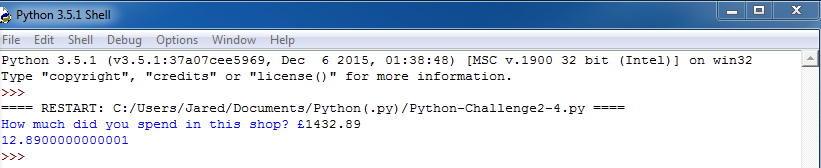 Python 3.5.1 Shell
File Edit Shell Debug Options Window Help
Python 3.5.1 (v3.5.1:37a07cee5969, Dec  6 2015, 01:38:48) [MSC v.1900 32 bit (Intel)] on win32
Type "copyright", "credits" or "license()" for more information.
>>>
==== RESTART: C:/Users/Jared/Documents/Python(.py)/Python-Challenge2-4.py ====
How much did you spend in this shop? £1432.89
12.8900000000001
>>>